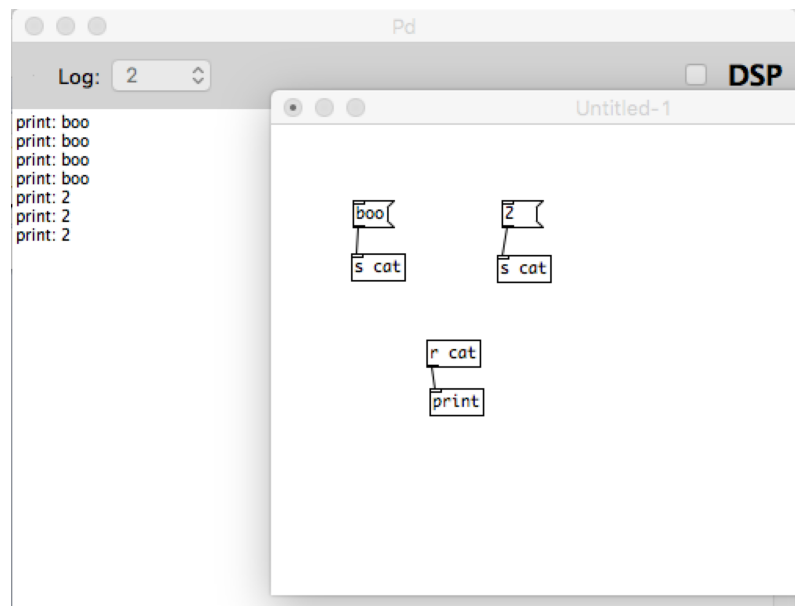 Pd
Log: 2
DSP
print: boo
print: boo
print: boo
print: boo
print: 2
print: 2
print: 2
Untitled-1
boo
2
s cat
s cat
r cat
print